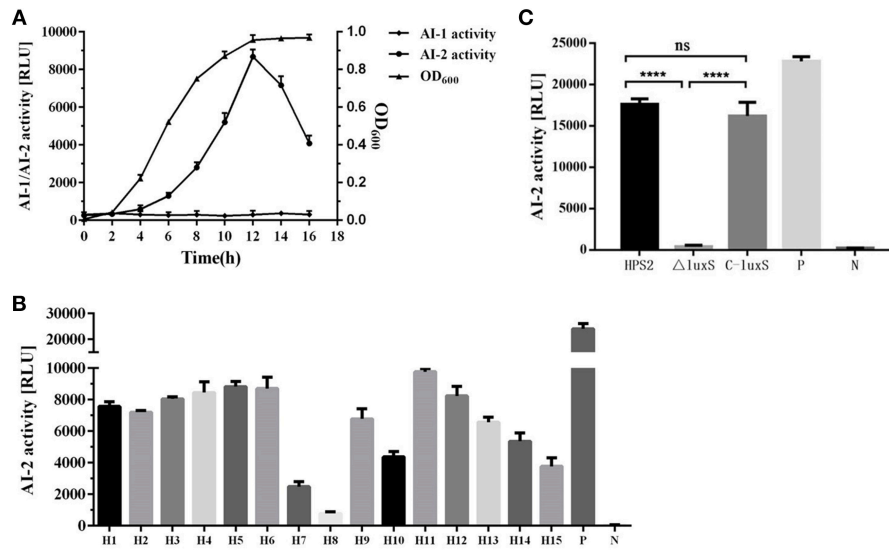 A
AI-1/AI-2 activity [RLU]
10000
8000
6000
4000
2000
0
1.0
0.8
0.6
0.4
0.2
0.0
OD600
0 2 4 6 8 10 12 14 16 18
Time(h)
AI-1 activity
AI-2 activity
OD600
C
AI-2 activity [RLU]
25000
20000
15000
10000
5000
0
ns
**** ****
HPS2 △luxS C-luxS P N
B
AI-2 activity [RLU]
30000
20000
10000
8000
6000
4000
2000
0
H1 H2 H3 H4 H5 H6 H7 H8 H9 H10 H11 H12 H13 H14 H15 P N